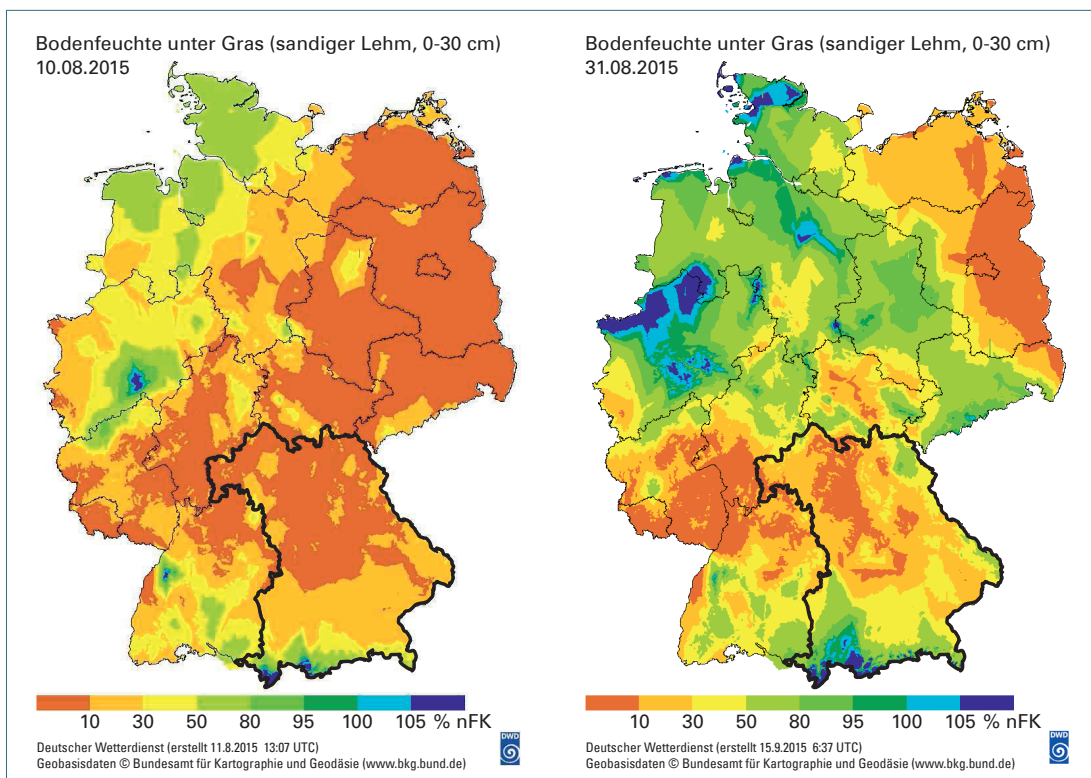 Bodenfeuchte unter Gras (sandiger Lehm, 0-30 cm)
10.08.2015
10 30 50 80 95 100 105 % nFK
Deutscher Wetterdienst (erstellt 11.8.2015 13:07 UTC)
Geobasisdaten © Bundesamt für Kartographie und Geodäsie (www.bkg.bund.de)
DWD
Bodenfeuchte unter Gras (sandiger Lehm, 0-30 cm)
31.08.2015
10 30 50 80 95 100 105 % nFK
Deutscher Wetterdienst (erstellt 15.9.2015 6:37 UTC)
Geobasisdaten © Bundesamt für Kartographie und Geodäsie (www.bkg.bund.de)
DWD